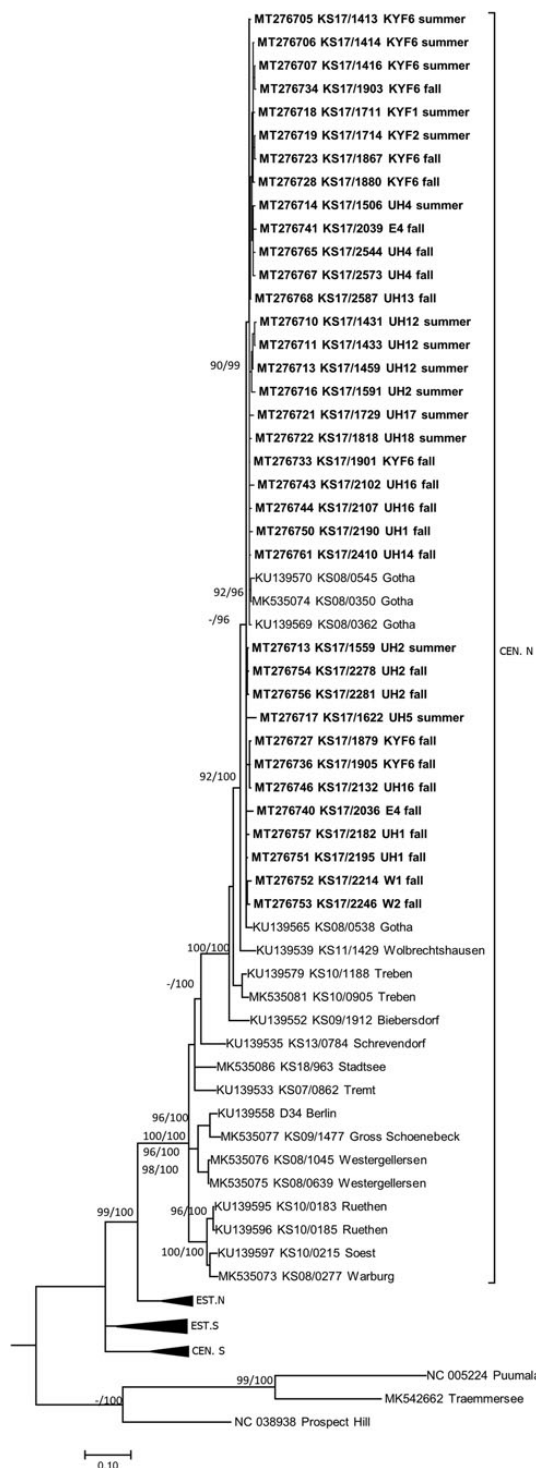 MT276705 KS17/1413 KYF6 summer
MT276706 KS17/1414 KYF6 summer
MT276707 KS17/1416 KYF6 summer
MT276734 KS17/1903 KYF6 fall
MT276718 KS17/1711 KYF1 summer
MT276719 KS17/1714 KYF2 summer
MT276723 KS17/1867 KYF6 fall
MT276728 KS17/1880 KYF6 fall
MT276714 KS17/1506 UH4 summer
MT276741 KS17/2039 E4 fall
MT276765 KS17/2544 UH4 fall
MT276767 KS17/2573 UH4 fall
MT276768 KS17/2587 UH13 fall
MT276710 KS17/1431 UH12 summer
MT276711 KS17/1433 UH12 summer
90/99
MT276713 KS17/1459 UH12 summer
MT276716 KS17/1591 UH2 summer
MT276721 KS17/1729 UH17 summer
MT276722 KS17/1818 UH18 summer
MT276733 KS17/1901 KYF6 fall
MT276743 KS17/2102 UH16 fall
MT276744 KS17/2107 UH16 fall
MT276750 KS17/2190 UH1 fall
MT276761 KS17/2410 UH14 fall
KU139570 KS08/0545 Gotha
92/96
MK535074 KS08/0350 Gotha
-/96
KU139569 KS08/0362 Gotha
MT276713 KS17/1559 UH2 summer
CEN. N
MT276754 KS17/2278 UH2 fall
MT276756 KS17/2281 UH2 fall
MT276717 KS17/1622 UH5 summer
MT276727 KS17/1879 KYF6 fall
MT276736 KS17/1905 KYF6 fall
92/100
MT276746 KS17/2132 UH16 fall
MT276740 KS17/2036 E4 fall
MT276757 KS17/2182 UH1 fall
MT276751 KS17/2195 UH1 fall
MT276752 KS17/2214 W1 fall
MT276753 KS17/2246 W2 fall
KU139565 KS08/0538 Gotha
100/100
KU139539 KS11/1429 Wolbrechtshausen
KU139579 KS10/1188 Treben
-/100
MK535081 KS10/0905 Treben
KU139552 KS09/1912 Biebersdorf
KU139535 KS13/0784 Schrevendorf
MK535086 KS18/963 Stadtsee
KU139533 KS07/0862 Tremt
96/100
KU139558 D34 Berlin
100/100
MK535077 KS09/1477 Gross Schoenebeck
96/100
MK535076 KS08/1045 Westergellersen
98/100
MK535075 KS08/0639 Westergellersen
96/100
KU139595 KS10/0183 Ruethen
99/100
KU139596 KS10/0185 Ruethen
100/100
KU139597 KS10/0215 Soest
MK535073 KS08/0277 Warburg
EST.N
EST.S
CEN. S
NC 005224 Puumala
99/100
MK542662 Traemmersee
-/100
NC 038938 Prospect Hill
0.10